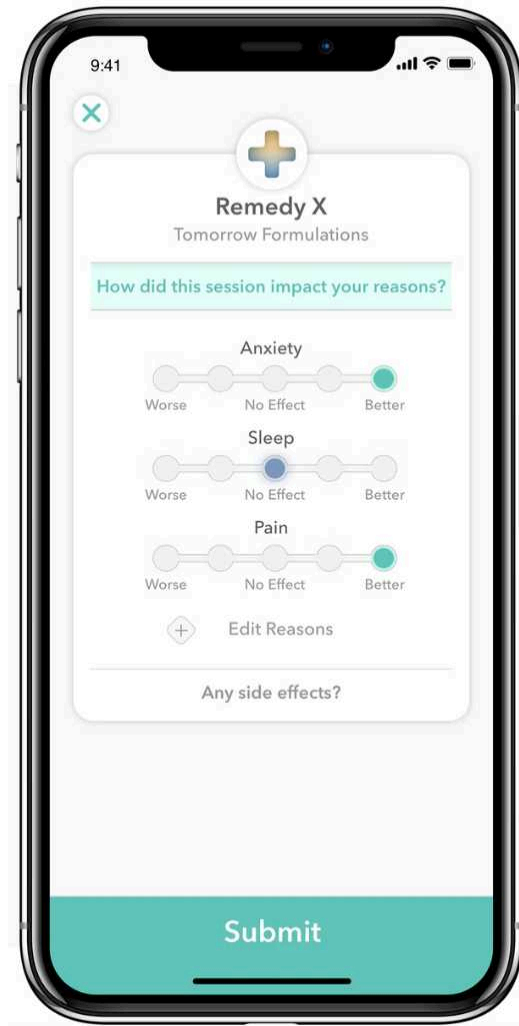 9:41
Remedy X
Tomorrow Formulations
How did this session impact your reasons?
Anxiety
Worse No Effect Better
Sleep
Worse No Effect Better
Pain
Worse No Effect Better
Edit Reasons
Any side effects?
Submit